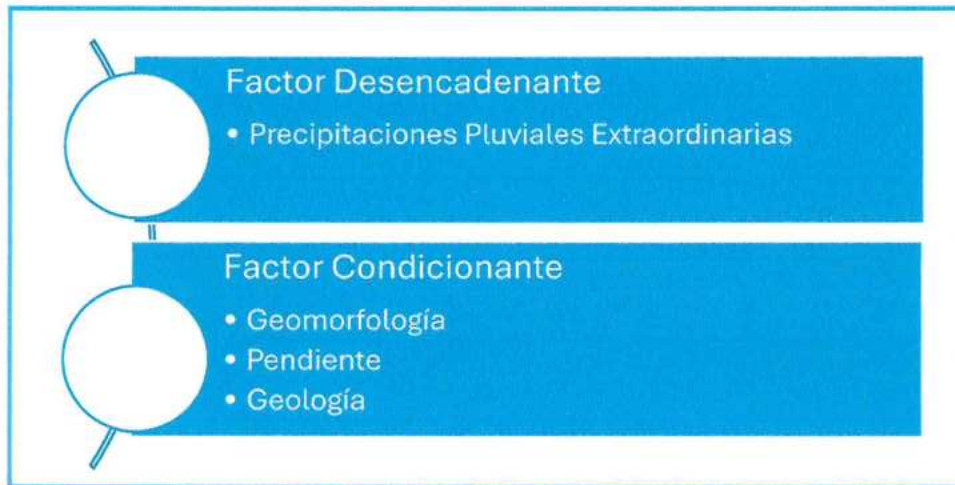 Factor Desencadenante
• Precipitaciones Pluviales Extraordinarias
Factor Condicionante
• Geomorfología
• Pendiente
• Geología